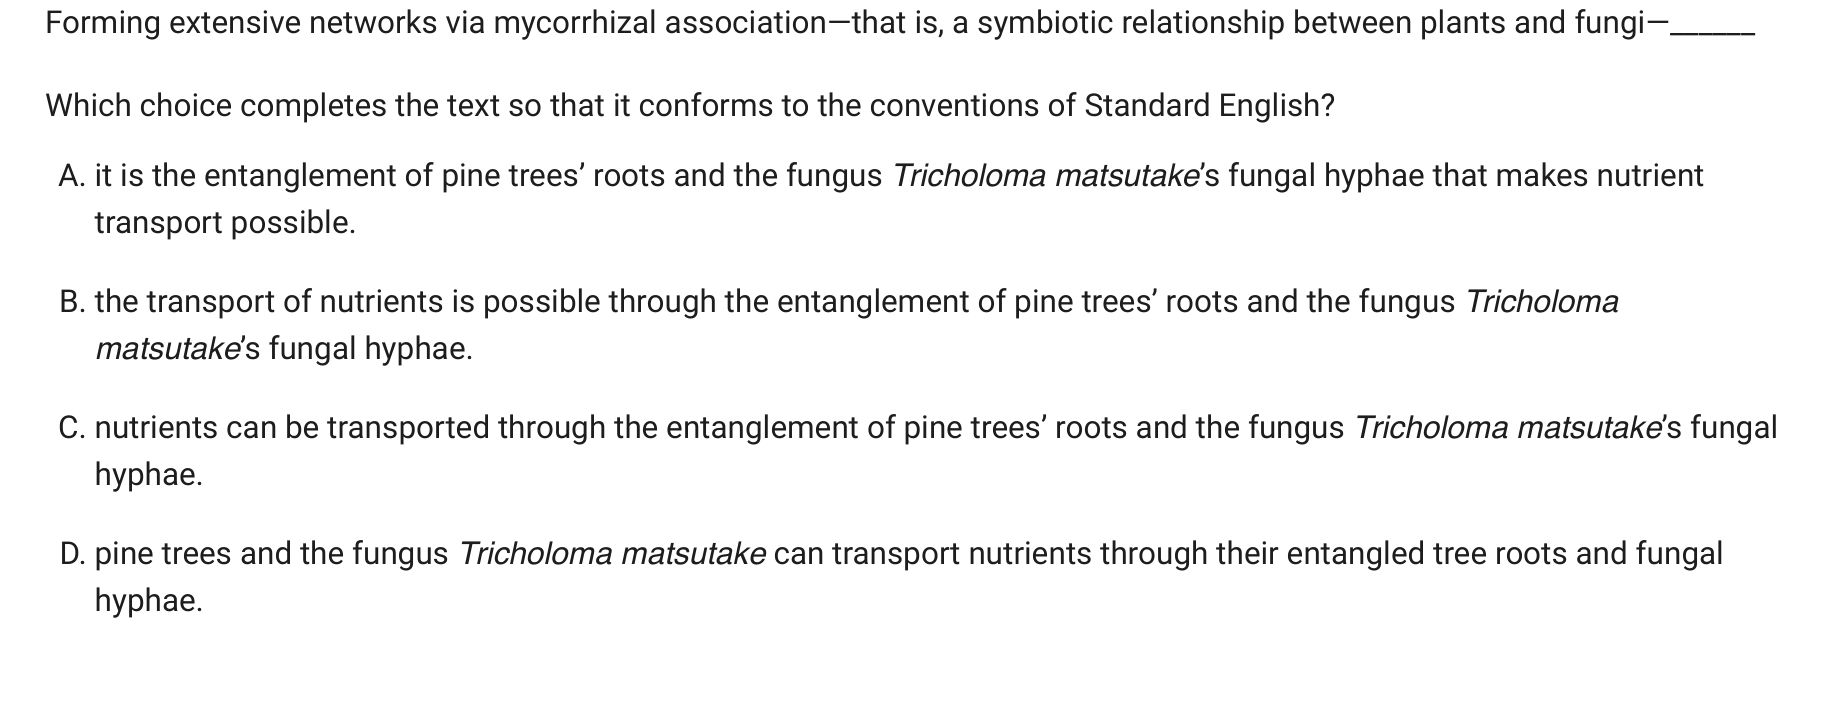 Forming extensive networks via mycorrhizal association—that is, a symbiotic relationship between plants and fungi—______
Which choice completes the text so that it conforms to the conventions of Standard English?
A. it is the entanglement of pine trees’ roots and the fungus Tricholoma matsutake’s fungal hyphae that makes nutrient
transport possible.
B. the transport of nutrients is possible through the entanglement of pine trees’ roots and the fungus Tricholoma
matsutake’s fungal hyphae.
C. nutrients can be transported through the entanglement of pine trees’ roots and the fungus Tricholoma matsutake’s fungal
hyphae.
D. pine trees and the fungus Tricholoma matsutake can transport nutrients through their entangled tree roots and fungal
hyphae.